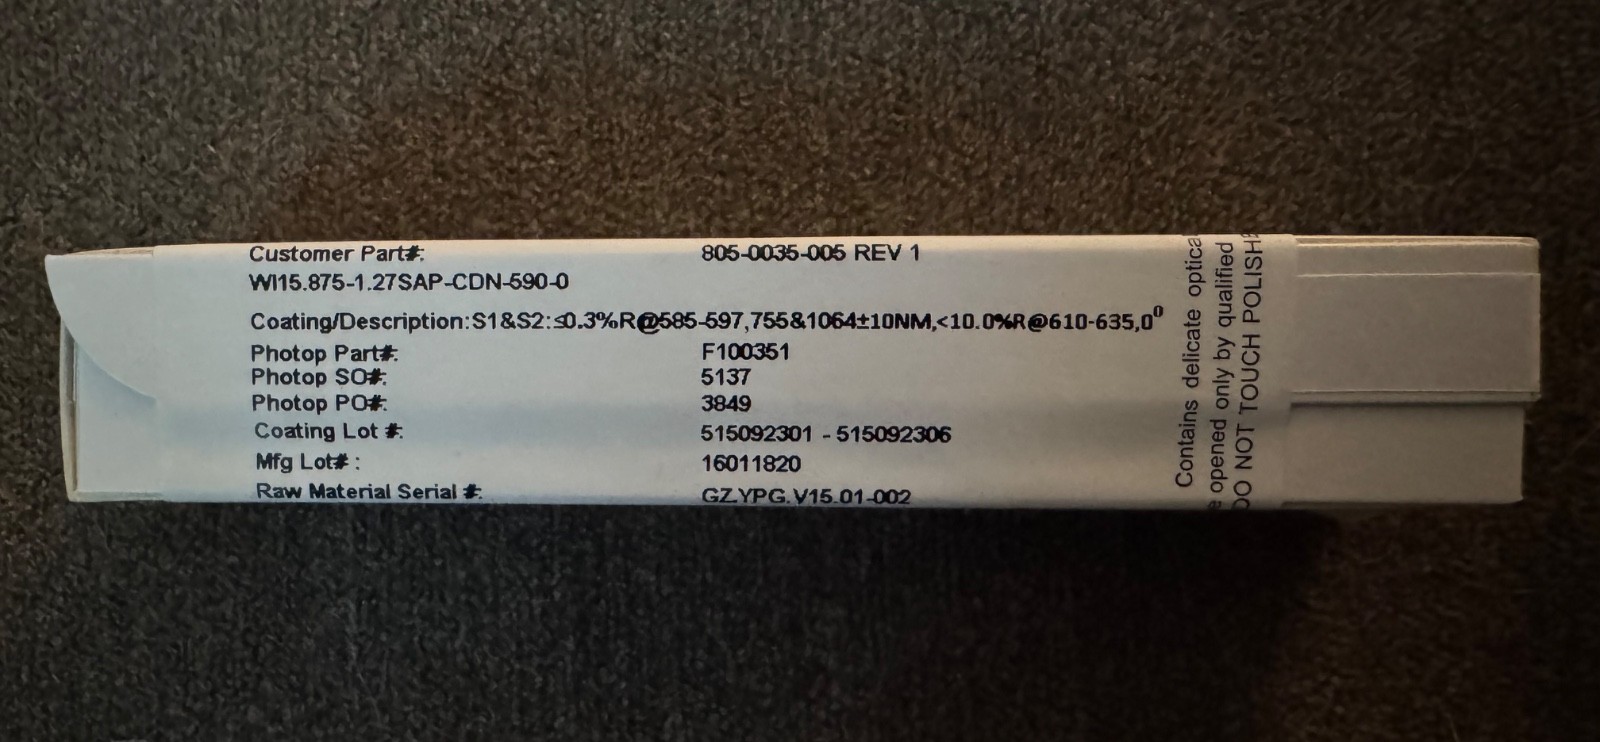 Customer Part#: 805-0035-005 REV 1
WI15.875-1.27SAP-CDN-590-0
Coating/Description:S1&S2:≤0.3%R@585-597,755&1064±10NM,<10.0%R@610-635,0⁰
Photop Part#: F100351
Photop SO#: 5137
Photop PO#: 3849
Coating Lot #: 515092301 - 515092306
Mfg Lot# : 16011820
Raw Material Serial #: GZ.YPG.V15.01-002
Contains delicate optica
opened only by qualified
DO NOT TOUCH POLISH